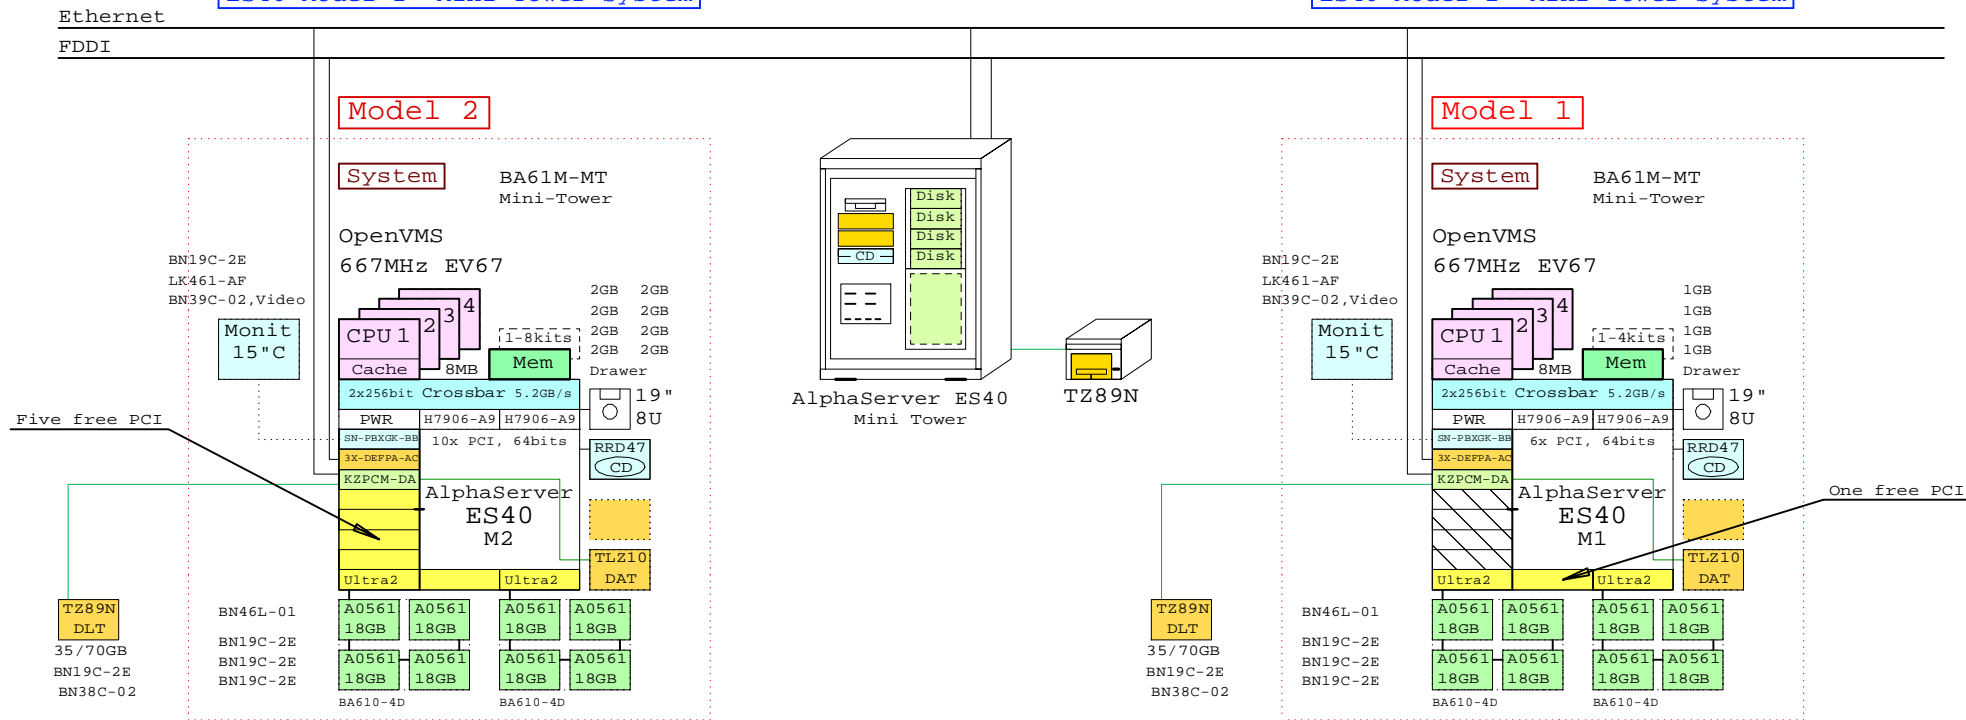 Ethernet
FDDI
Model 2
System
BA61M-MT
Mini-Tower
OpenVMS
667MHz EV67
BN19C-2E
LK461-AF
BN39C-02,Video
Monit
15"C
CPU1
2
3
4
Cache
8MB
1-8kits
Mem
2GB 2GB
2GB 2GB
2GB 2GB
2GB 2GB
Drawer
19"
8U
2x256bit Crossbar 5.2GB/s
PWR
H7906-A9
H7906-A9
Five free PCI
SN-PBXGK-BB
10x PCI, 64bits
3X-DEFPA-AC
KZPCM-DA
RRD47
CD
AlphaServer
ES40
M2
TLZ10
DAT
Ultra2
Ultra2
TZ89N
DLT
35/70GB
BN19C-2E
BN38C-02
BN46L-01
BN19C-2E
BN19C-2E
BN19C-2E
A0561 A0561 A0561 A0561
18GB 18GB 18GB 18GB
A0561 A0561 A0561 A0561
18GB 18GB 18GB 18GB
BA610-4D BA610-4D
Disk
Disk
Disk
Disk
CD
AlphaServer ES40
Mini Tower
TZ89N
Model 1
System
BA61M-MT
Mini-Tower
OpenVMS
667MHz EV67
BN19C-2E
LK461-AF
BN39C-02,Video
Monit
15"C
CPU1
2
3
4
Cache
8MB
1-4kits
Mem
1GB
1GB
1GB
1GB
Drawer
19"
8U
2x256bit Crossbar 5.2GB/s
PWR
H7906-A9
H7906-A9
SN-PBXGK-BB
6x PCI, 64bits
3X-DEFPA-AC
KZPCM-DA
RRD47
CD
One free PCI
AlphaServer
ES40
M1
TLZ10
DAT
Ultra2
Ultra2
TZ89N
DLT
35/70GB
BN19C-2E
BN38C-02
BN46L-01
BN19C-2E
BN19C-2E
BN19C-2E
A0561 A0561 A0561 A0561
18GB 18GB 18GB 18GB
A0561 A0561 A0561 A0561
18GB 18GB 18GB 18GB
BA610-4D BA610-4D